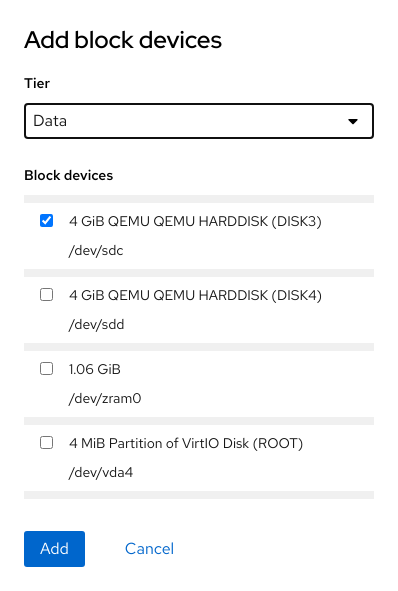 Add block devices
Tier
Data
Block devices
4 GiB QEMU QEMU HARDDISK (DISK3)
/dev/sdc
4 GiB QEMU QEMU HARDDISK (DISK4)
/dev/sdd
1.06 GiB
/dev/zram0
4 MiB Partition of VirtIO Disk (ROOT)
/dev/vda4
Add Cancel